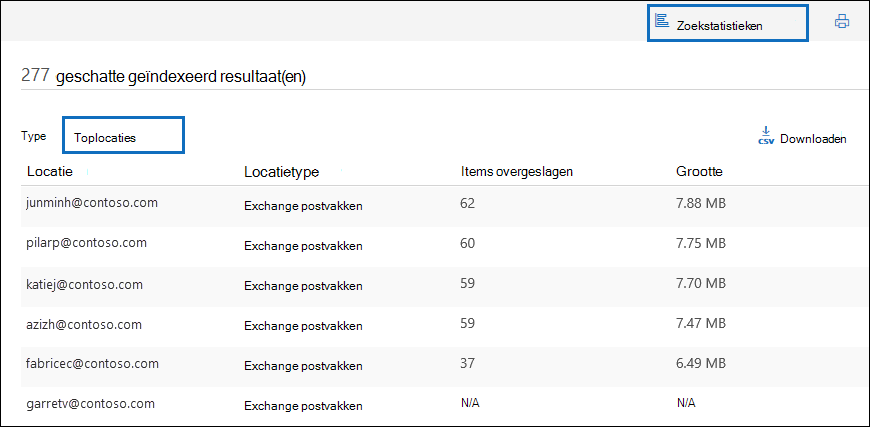 Zoekstatistieken
277 geschatte geïndexeerd resultaat(en)
Type Toplocaties CSV Downloaden
Locatie Locatietype Items overgeslagen Grootte
junminh@contoso.com Exchange postvakken 62 7.88 MB
pilarp@contoso.com Exchange postvakken 60 7.75 MB
katiej@contoso.com Exchange postvakken 59 7.70 MB
azizh@contoso.com Exchange postvakken 59 7.47 MB
fabricec@contoso.com Exchange postvakken 37 6.49 MB
garretv@contoso.com Exchange postvakken N/A N/A